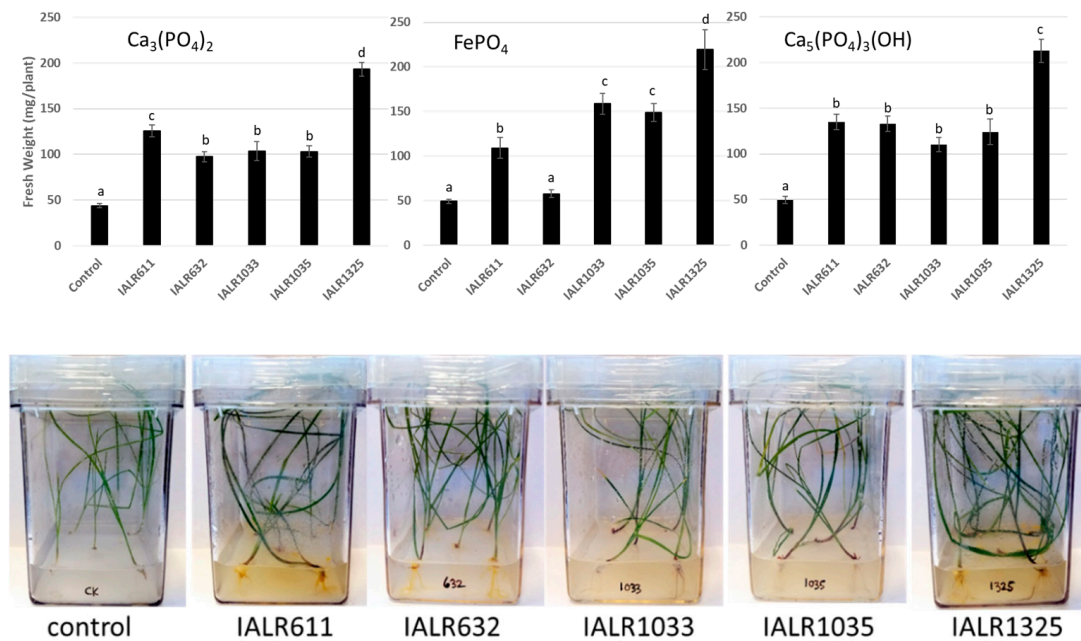 Ca₃(PO₄)₂
Fresh Weight (mg/plant)
250
200
150
100
50
0
a
c
b
b
b
d
Control
IALR611
IALR632
IALR1033
IALR1035
IALR1325
FePO₄
250
200
150
100
50
0
a
b
a
c
c
d
Control
IALR611
IALR632
IALR1033
IALR1035
IALR1325
Ca₅(PO₄)₃(OH)
250
200
150
100
50
0
a
b
b
b
b
c
Control
IALR611
IALR632
IALR1033
IALR1035
IALR1325
CK
632
1033
1035
1325
control
IALR611
IALR632
IALR1033
IALR1035
IALR1325